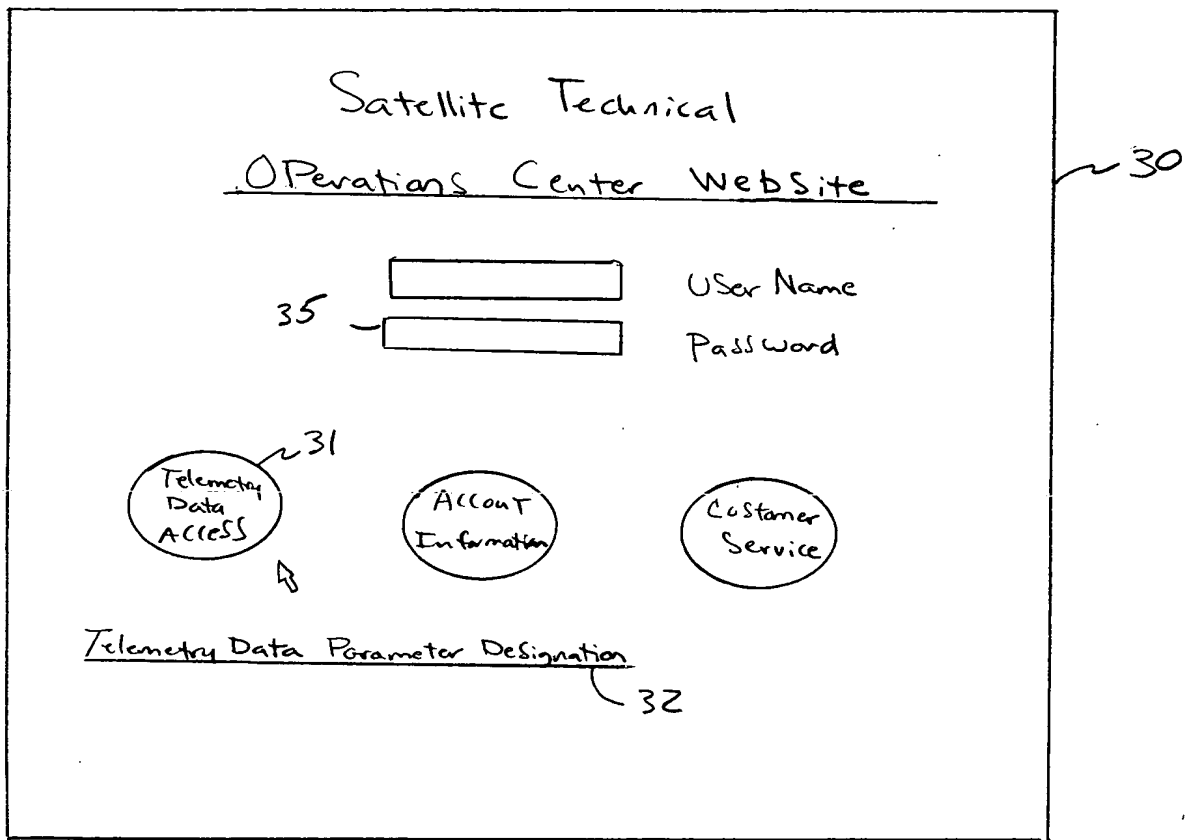 Satellite Technical
Operations Center Website
30
User Name
35
Password
31
Telemetry
Data
Access
Accout
Information
Customer
Service
Telemetry Data Parameter Designation
32